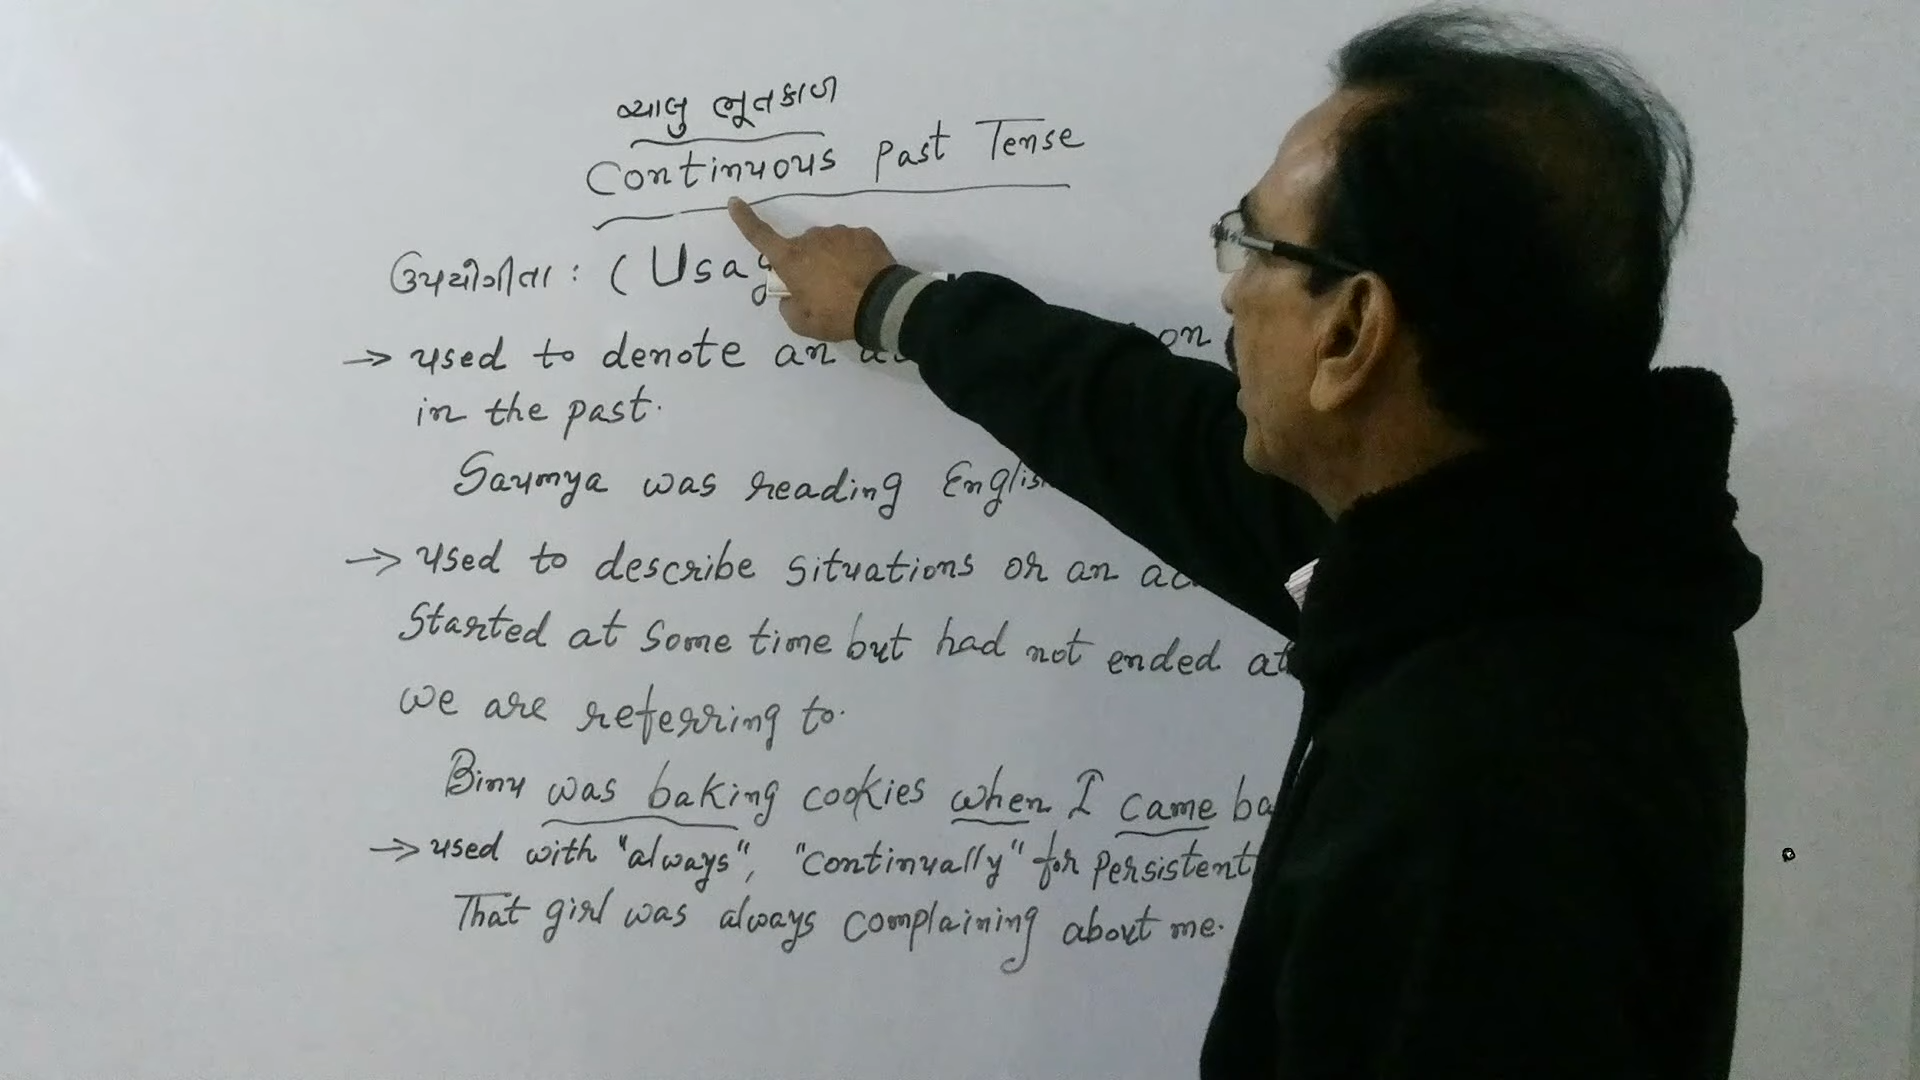 ચાલુ ભૂતકાળ
Continuous Past Tense
ઉપયોગીતા : ( Usag
→ used to denote an on
in the past.
Saumya was reading English
→ used to describe situations or an
Started at Some time but had not ended at
we are referring to.
Binu was baking cookies when I came
→ used with "always", "continually" for Persistent
That girl was always complaining about me.